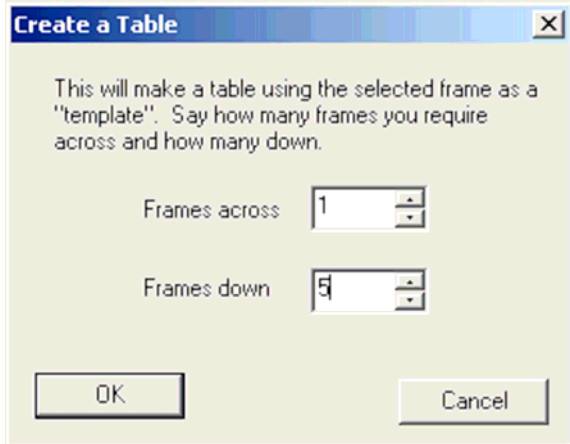 Create a Table
This will make a table using the selected frame as a
"template".  Say how many frames you require
across and how many down.
Frames across 1
Frames down 5
OK Cancel